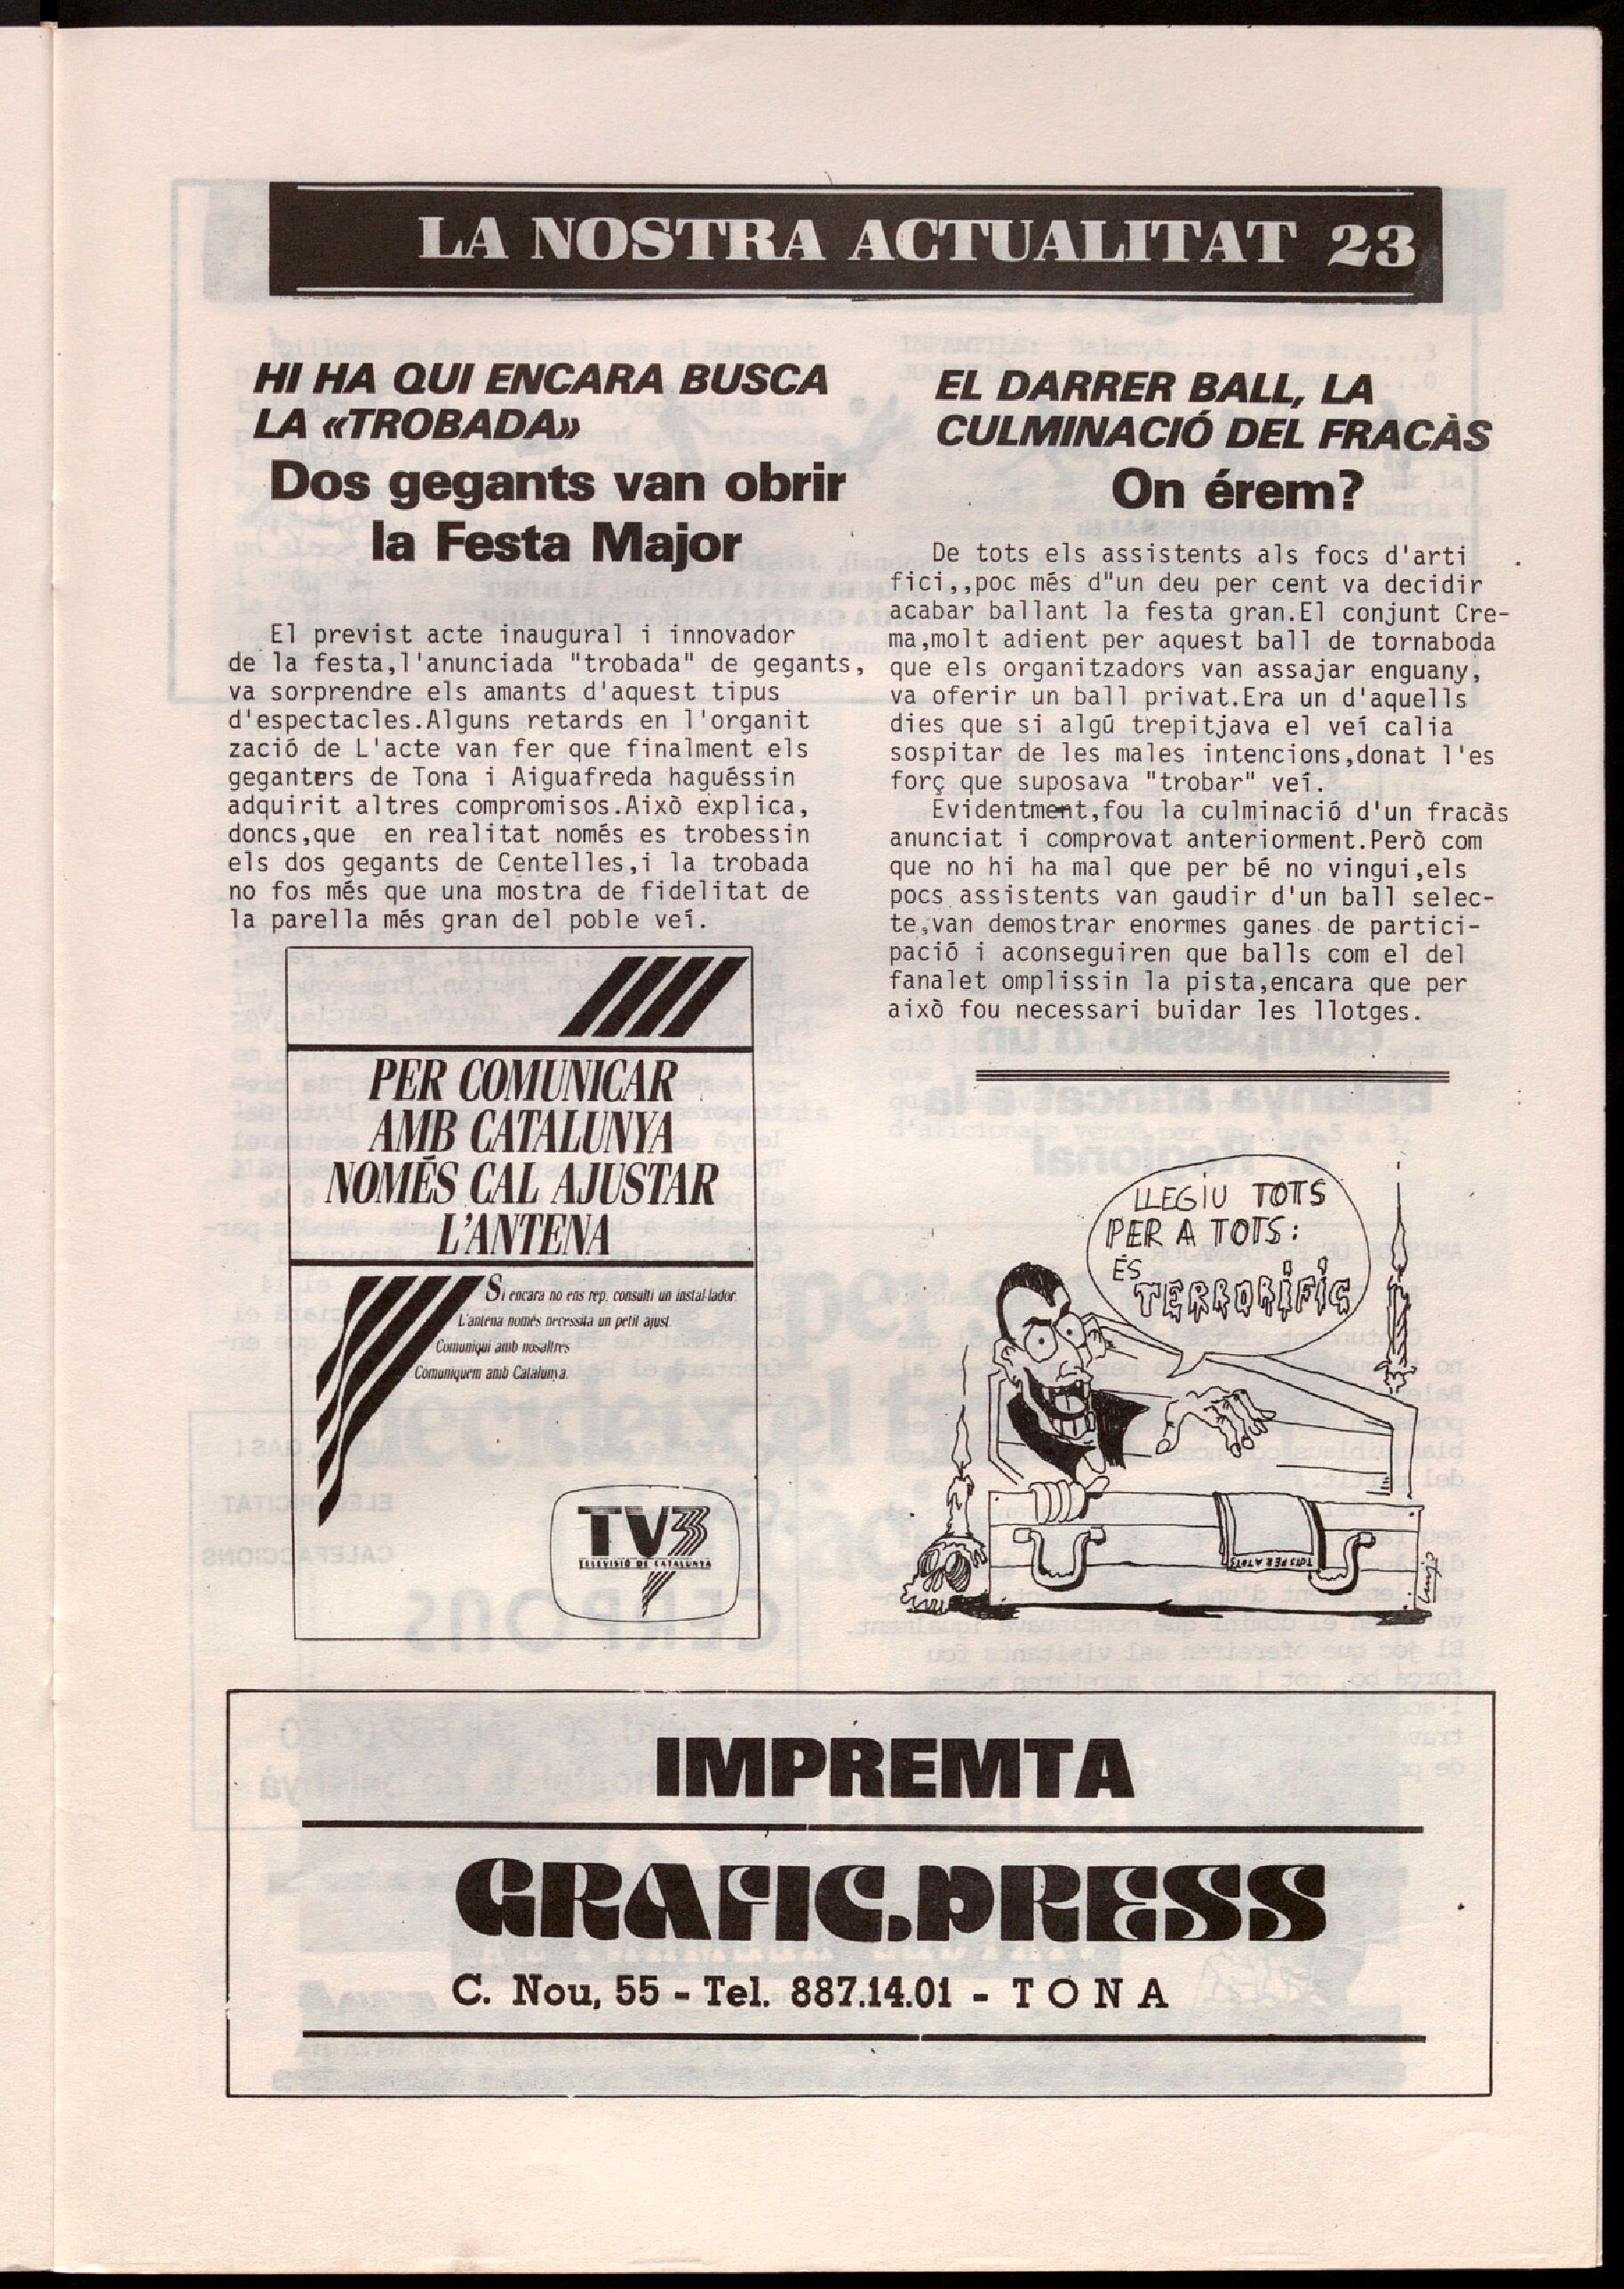 LA NOSTRA ACTUALITAT 23
HI HA QUI ENCARA BUSCA
LA «TROBADA»
Dos gegants van obrir
la Festa Major
El previst acte inaugural i innovador
de la festa,l'anunciada "trobada" de gegants,
va sorprendre els amants d'aquest tipus
d'espectacles.Alguns retards en l'organit
zació de L'acte van fer que finalment els
geganters de Tona i Aiguafreda haguéssin
adquirit altres compromisos.Això explica,
doncs,que en realitat només es trobessin
els dos gegants de Centelles,i la trobada
no fos més que una mostra de fidelitat de
la parella més gran del poble veí.
PER COMUNICAR
AMB CATALUNYA
NOMÉS CAL AJUSTAR
L'ANTENA
Si encara no ens rep, consulti un instal·lador.
L'antena només necessita un petit ajust.
Comuniqui amb nosaltres
Comuniquem amb Catalunya.
TV3
TELEVISIÓ DE CATALUNYA
EL DARRER BALL, LA
CULMINACIÓ DEL FRACÀS
On érem?
De tots els assistents als focs d'arti
fici,,poc més d"un deu per cent va decidir
acabar ballant la festa gran.El conjunt Cre-
ma,molt adient per aquest ball de tornaboda
que els organitzadors van assajar enguany,
va oferir un ball privat.Era un d'aquells
dies que si algú trepitjava el veí calia
sospitar de les males intencions,donat l'es
forç que suposava "trobar" veí.
Evidentment,fou la culminació d'un fracàs
anunciat i comprovat anteriorment.Però com
que no hi ha mal que per bé no vingui,els
pocs assistents van gaudir d'un ball selec-
te,van demostrar enormes ganes de partici-
pació i aconseguiren que balls com el del
fanalet omplissin la pista,encara que per
això fou necessari buidar les llotges.
LLEGIU TOTS
PER A TOTS:
ÉS
TERRORÍFIC
TOTS PER A TOTS
IMPREMTA
GRAFIC.PRESS
C. Nou, 55 - Tel. 887.14.01 - TONA